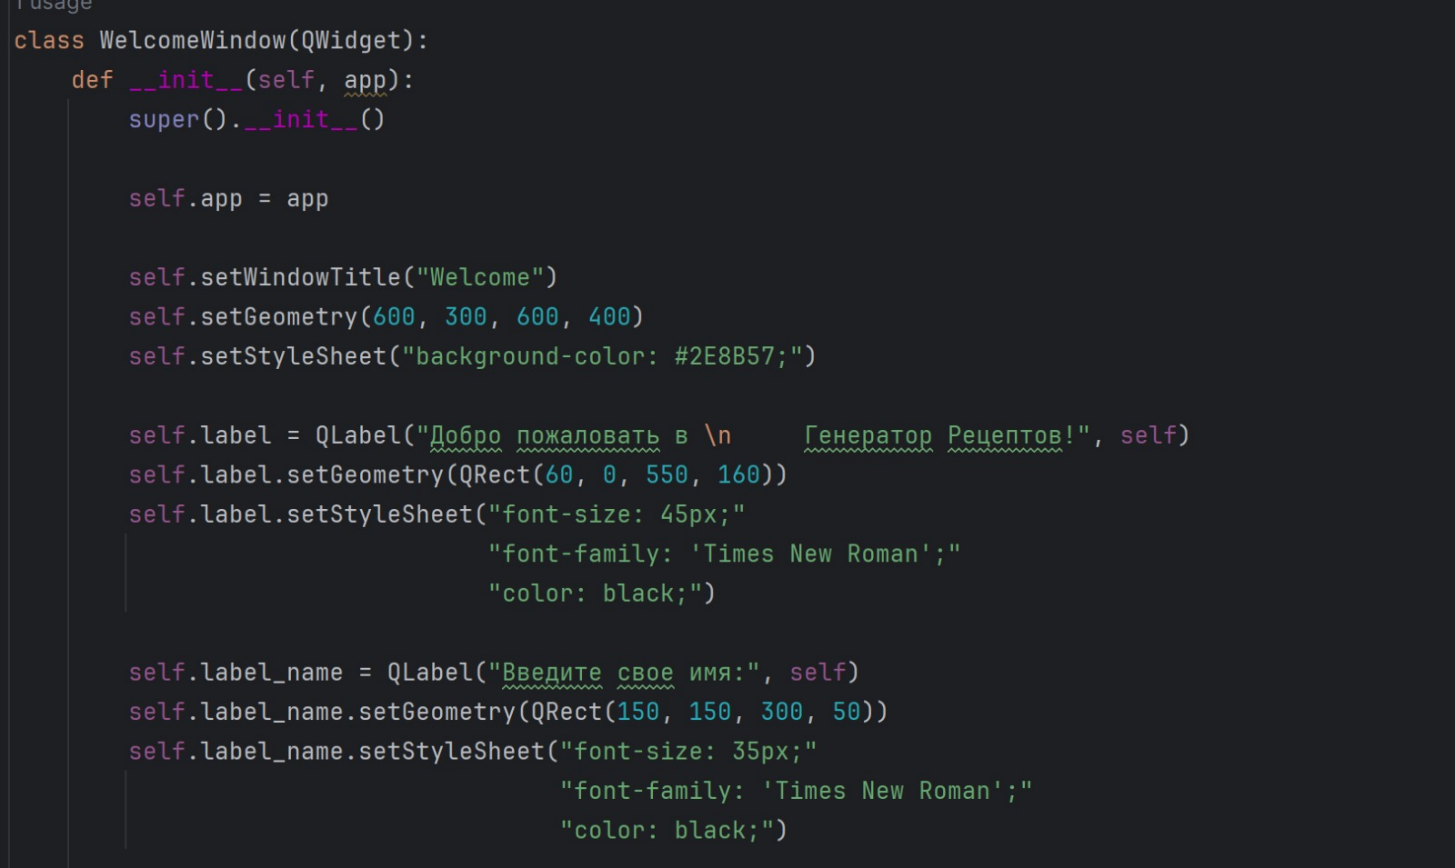 1 usage
class WelcomeWindow(QWidget):
    def __init__(self, app):
        super().__init__()
        self.app = app
        self.setWindowTitle("Welcome")
        self.setGeometry(600, 300, 600, 400)
        self.setStyleSheet("background-color: #2E8B57;")
        self.label = QLabel("Добро пожаловать в \n     Генератор Рецептов!", self)
        self.label.setGeometry(QRect(60, 0, 550, 160))
        self.label.setStyleSheet("font-size: 45px;"
                                 "font-family: 'Times New Roman';"
                                 "color: black;")
        self.label_name = QLabel("Введите свое имя:", self)
        self.label_name.setGeometry(QRect(150, 150, 300, 50))
        self.label_name.setStyleSheet("font-size: 35px;"
                                      "font-family: 'Times New Roman';"
                                      "color: black;")